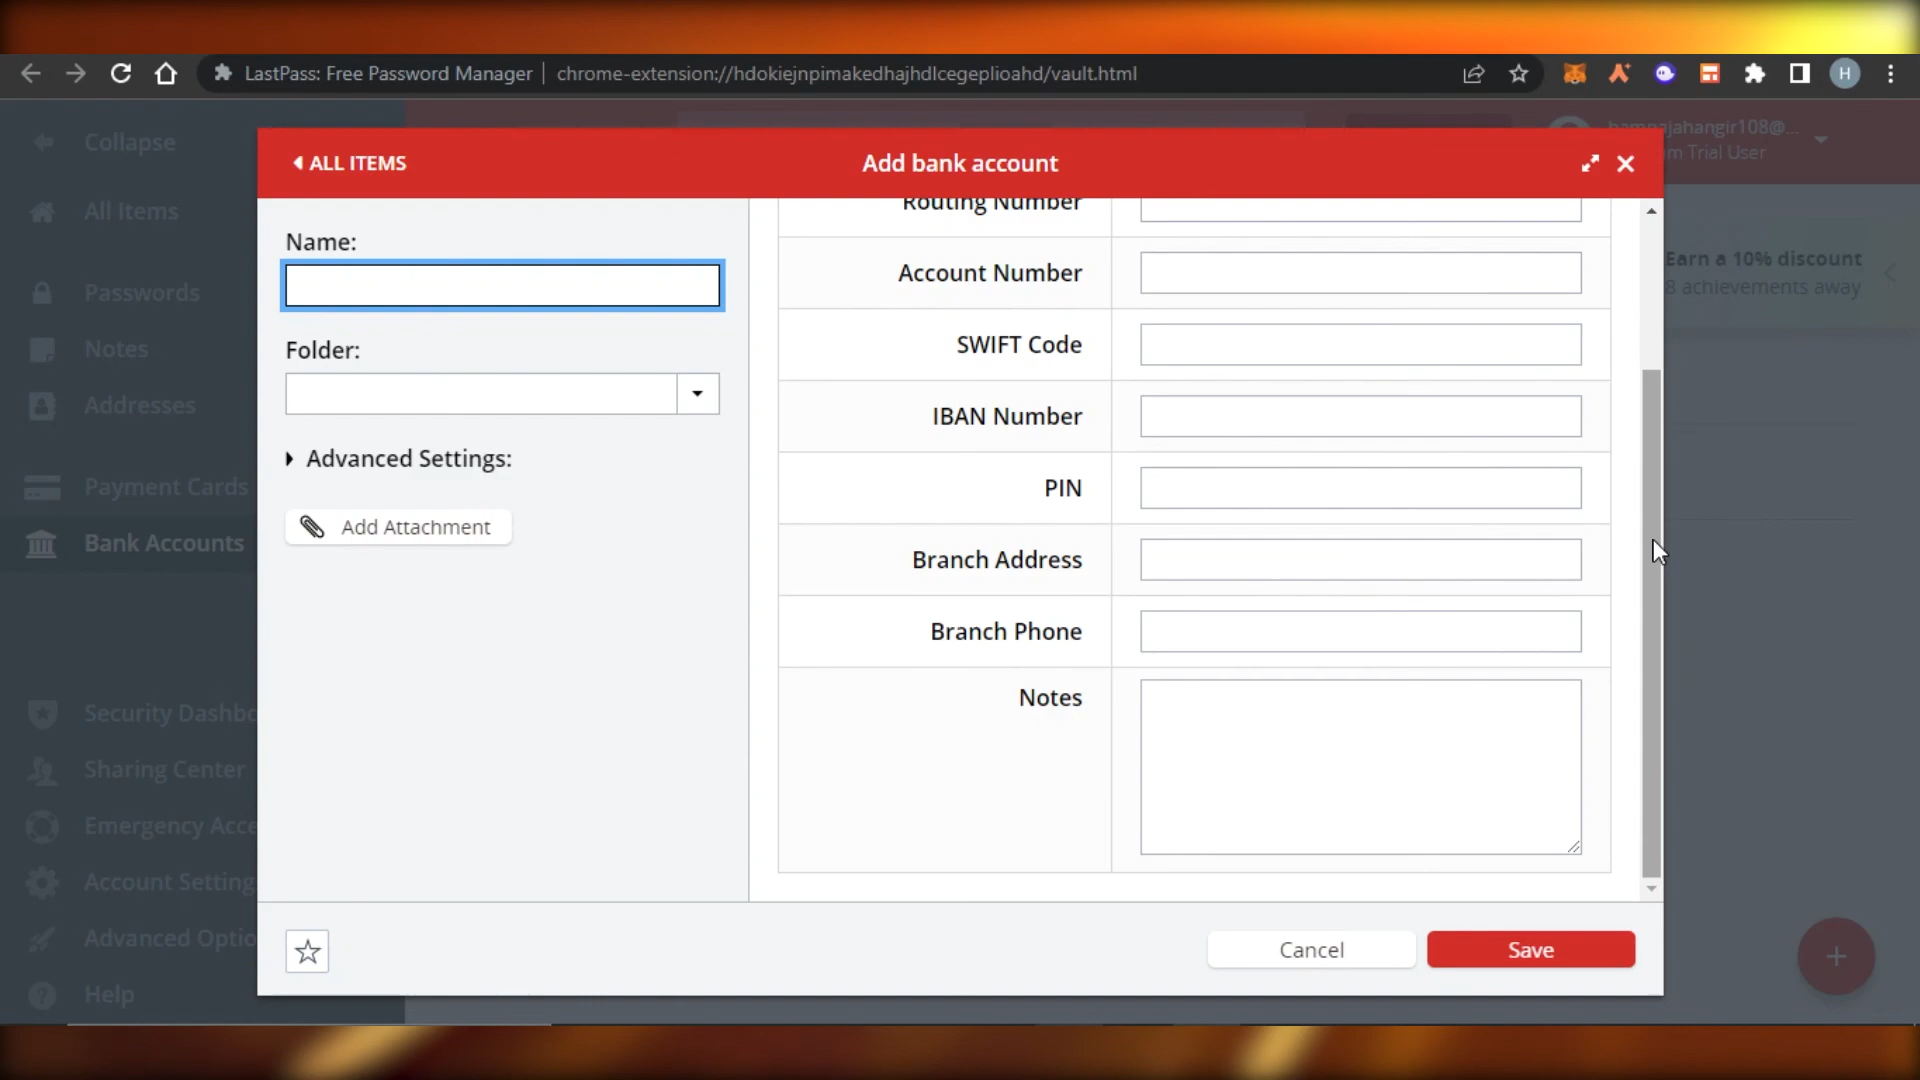 LastPass: Free Password Manager
chrome-extension://hdokiejnpimakedhajhdlcegeplioahd/vault.html
H
Collapse
All Items
Passwords
Notes
Addresses
Payment Cards
Bank Accounts
Security Dashbo
Sharing Center
Emergency Acce
Account Setting
Advanced Optio
Help
jahangir108@...
m Trial User
Earn a 10% discount
8 achievements away
ALL ITEMS
Add bank account
Name:
Folder:
Advanced Settings:
Add Attachment
Routing Number
Account Number
SWIFT Code
IBAN Number
PIN
Branch Address
Branch Phone
Notes
Cancel
Save